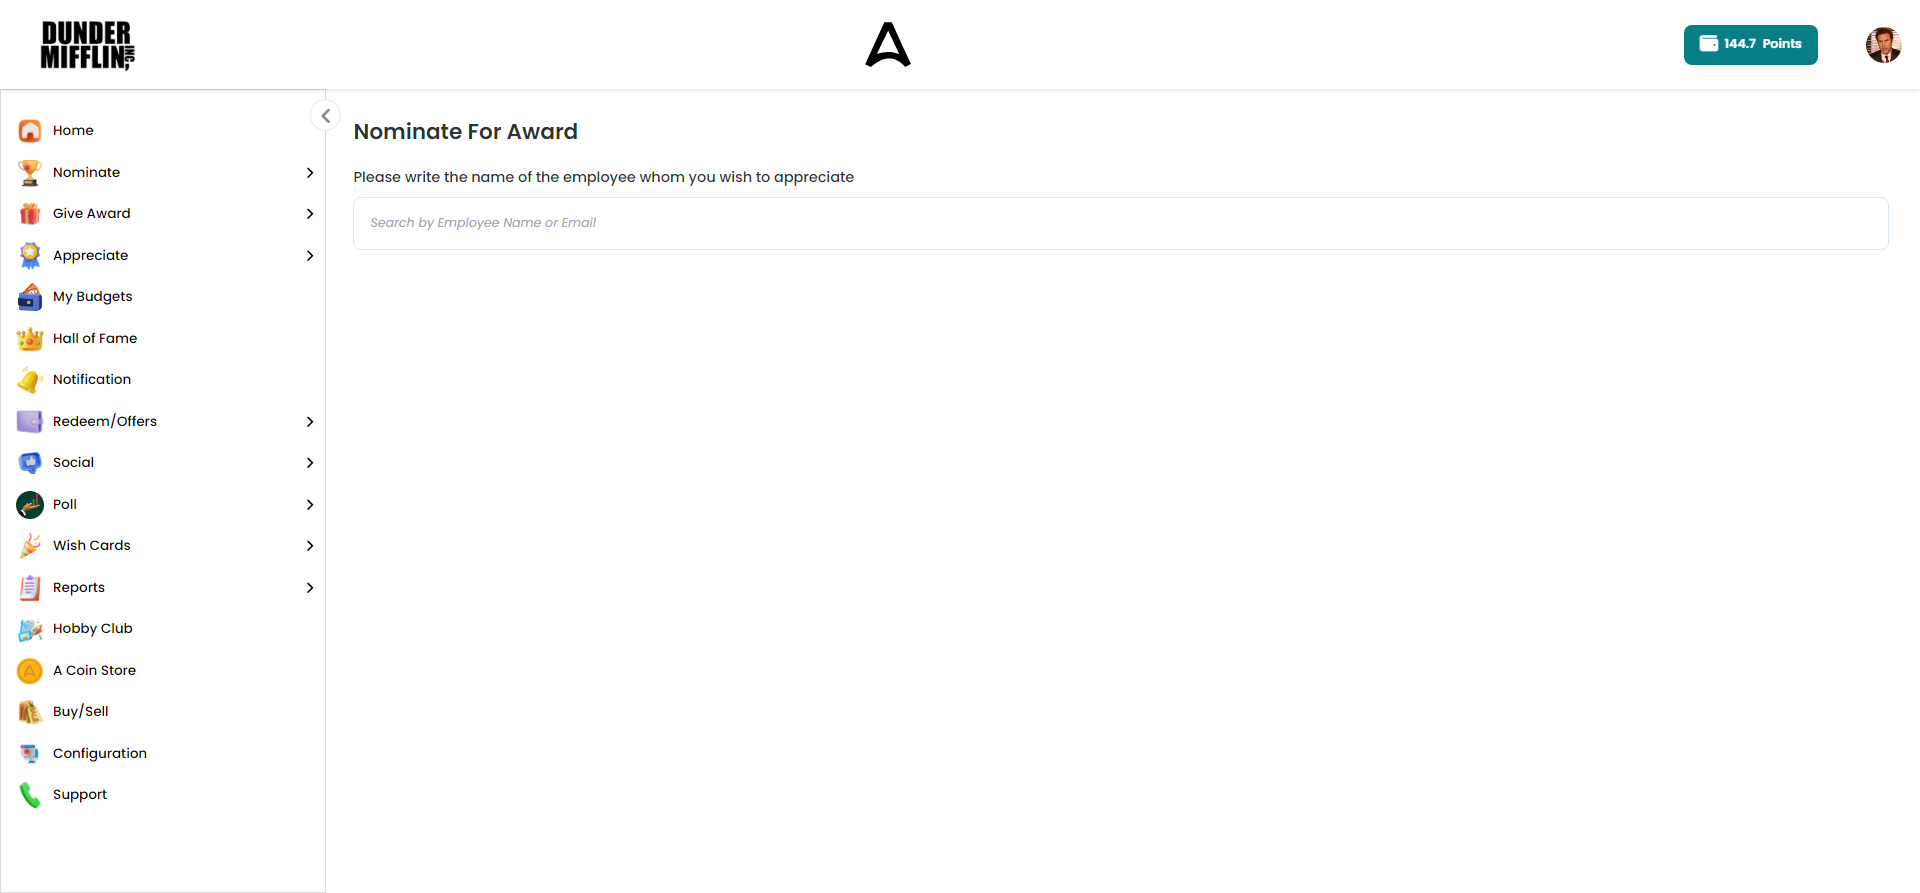 DUNDER
MIFFLIN INC,
144.7 Points
Home
Nominate
Give Award
Appreciate
My Budgets
Hall of Fame
Notification
Redeem/Offers
Social
Poll
Wish Cards
Reports
Hobby Club
A Coin Store
Buy/Sell
Configuration
Support
Nominate For Award
Please write the name of the employee whom you wish to appreciate
Search by Employee Name or Email